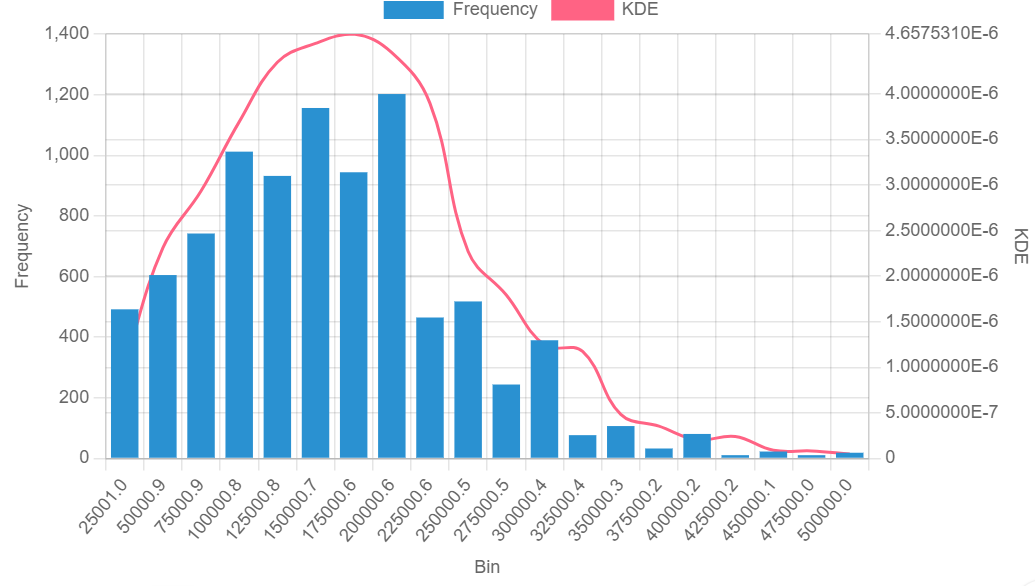 Frequency KDE
1,400
1,200
1,000
800
600
400
200
0
Frequency
4.6575310E-6
4.0000000E-6
3.5000000E-6
3.0000000E-6
2.5000000E-6
2.0000000E-6
1.5000000E-6
1.0000000E-6
5.0000000E-7
0
KDE
25001.0
50000.9
75000.9
100000.8
125000.8
150000.7
175000.6
200000.6
225000.6
250000.5
275000.5
300000.4
325000.4
350000.3
375000.2
400000.2
425000.2
450000.1
475000.0
500000.0
Bin